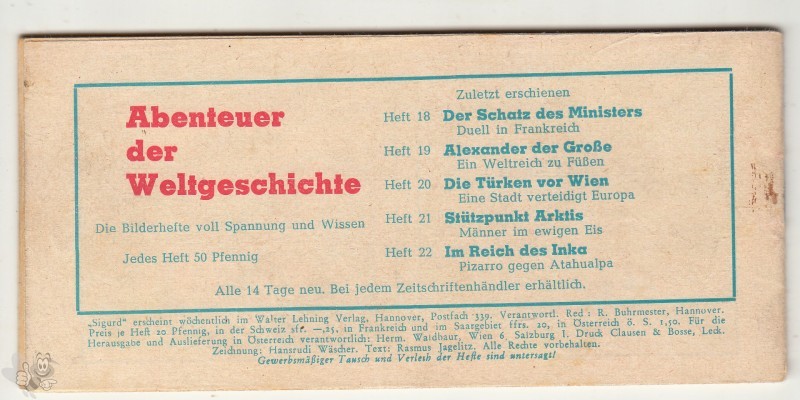 Abenteuer
der
Weltgeschichte
Die Bilderhefte voll Spannung und Wissen
Jedes Heft 50 Pfennig
Zuletzt erschienen
Heft 18 Der Schatz des Ministers
Duell in Frankreich
Heft 19 Alexander der Große
Ein Weltreich zu Füßen
Heft 20 Die Türken vor Wien
Eine Stadt verteidigt Europa
Heft 21 Stützpunkt Arktis
Männer im ewigen Eis
Heft 22 Im Reich des Inka
Pizarro gegen Atahualpa
Alle 14 Tage neu. Bei jedem Zeitschriftenhändler erhältlich.
„Sigurd“ erscheint wöchentlich im Walter Lehning Verlag, Hannover, Postfach 339. Verantwortl. Red : R. Buhrmester, Hannover.
Preis je Heft 20 Pfennig, in der Schweiz sfr. —,25, in Frankreich und im Saargebiet ffrs. 20, in Österreich ö. S. 1,50. Für die
Herausgabe und Auslieferung in Österreich verantwortlich: Herm. Waldbaur, Wien 6, Salzburg 1. Druck Clausen & Bosse, Leck.
Zeichnung: Hansrudi Wäscher. Text: Rasmus Jagelitz. Alle Rechte vorbehalten.
Gewerbsmäßiger Tausch und Verleih der Hefte sind untersagt!